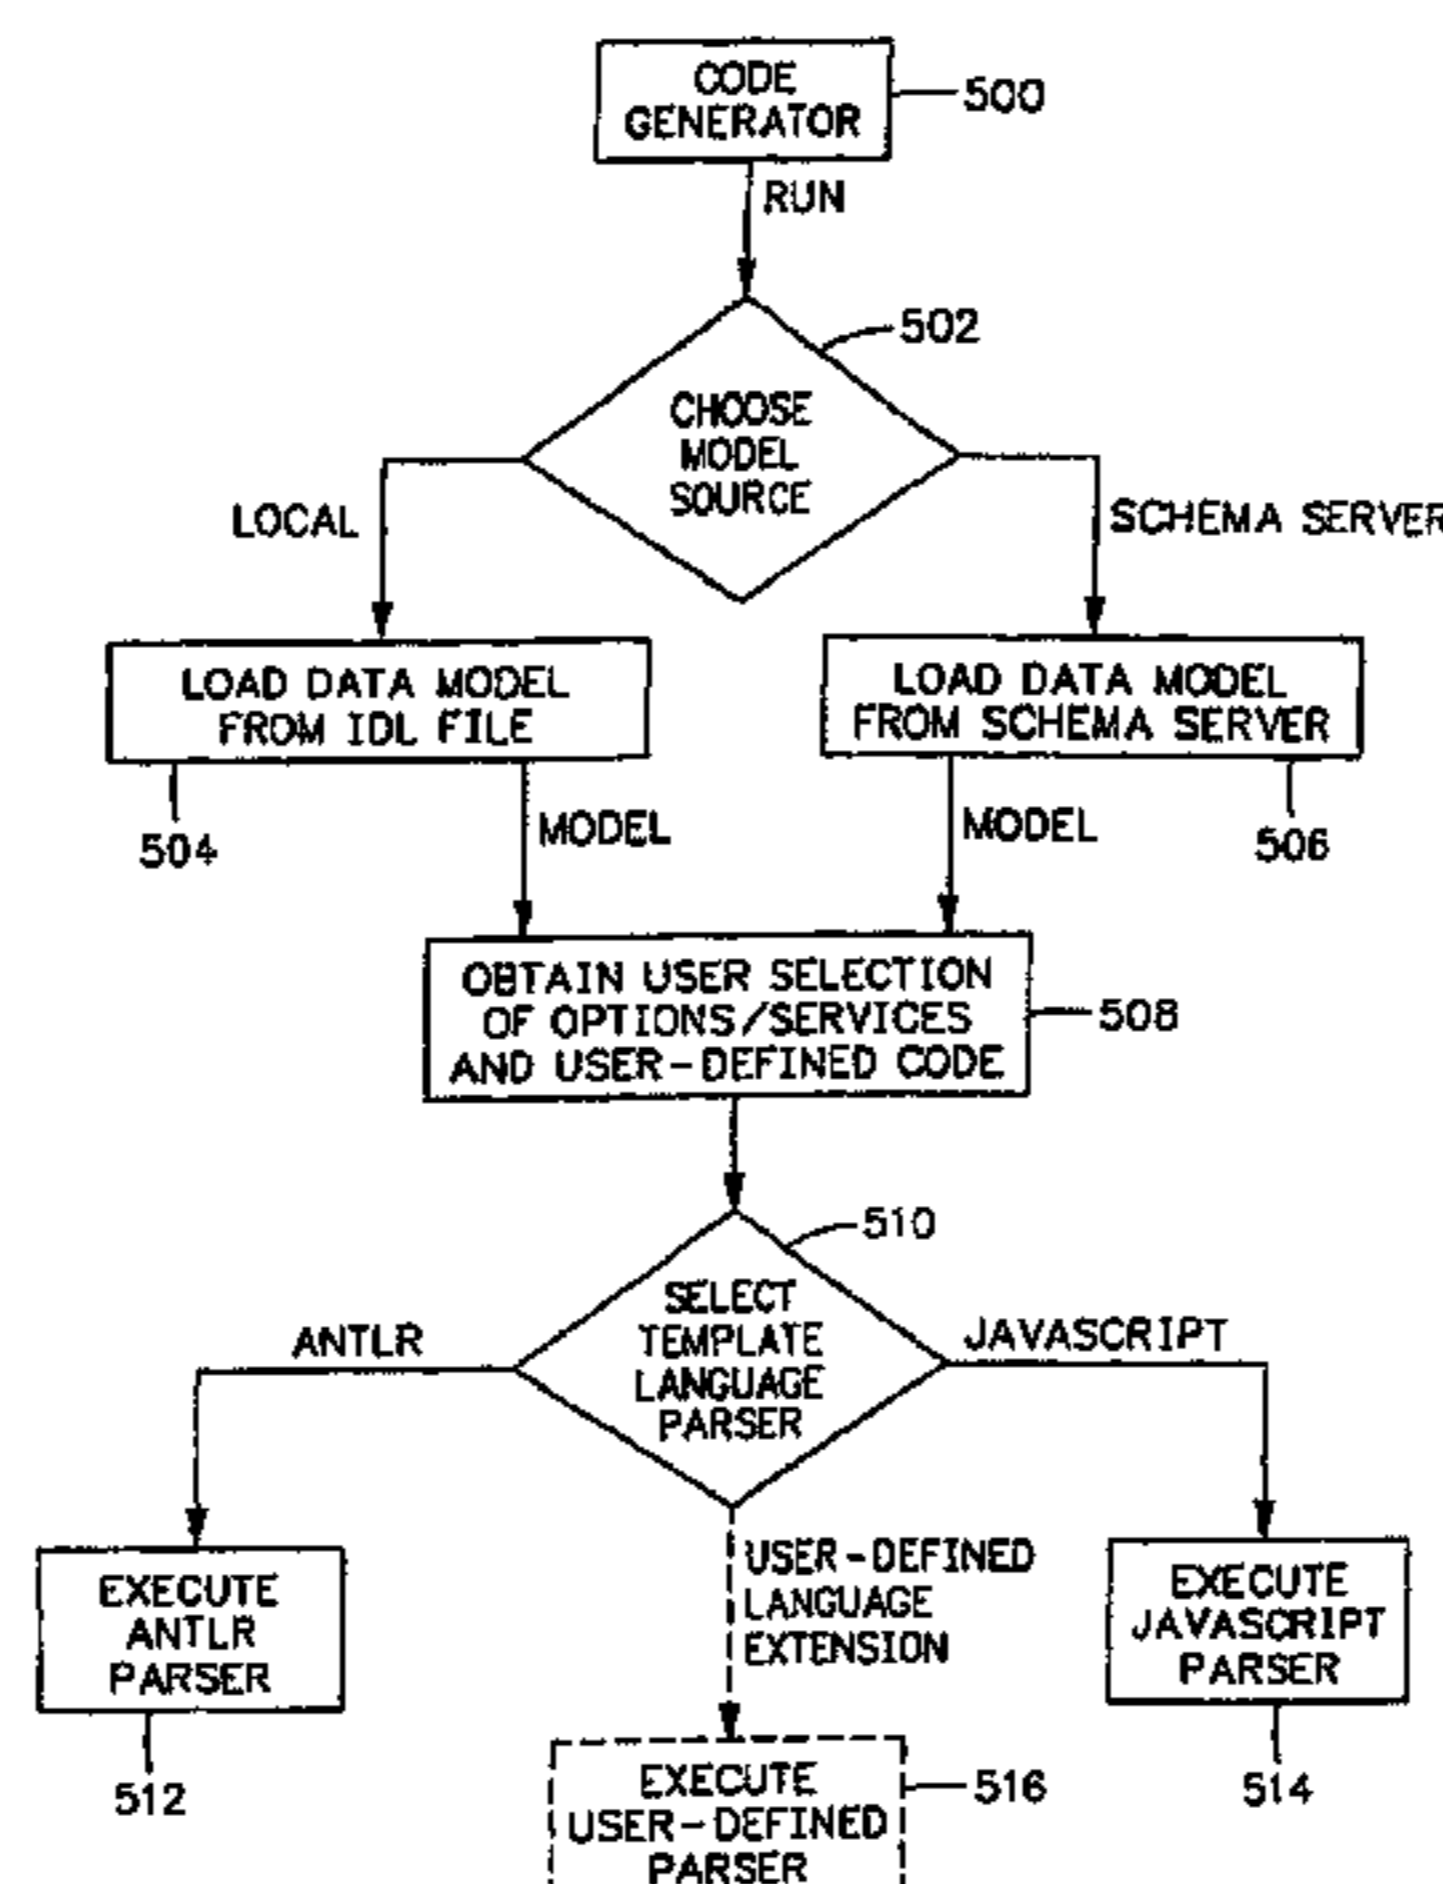 CODE
GENERATOR
500
RUN
502
CHOOSE
MODEL
SOURCE
LOCAL
SCHEMA SERVER
LOAD DATA MODEL
FROM IDL FILE
LOAD DATA MODEL
FROM SCHEMA SERVER
504
MODEL
MODEL
506
OBTAIN USER SELECTION
OF OPTIONS/SERVICES
AND USER-DEFINED CODE
508
510
SELECT
TEMPLATE
LANGUAGE
PARSER
ANTLR
JAVASCRIPT
USER-DEFINED
LANGUAGE
EXTENSION
EXECUTE
ANTLR
PARSER
EXECUTE
JAVASCRIPT
PARSER
512
EXECUTE
USER-DEFINED
PARSER
516
514